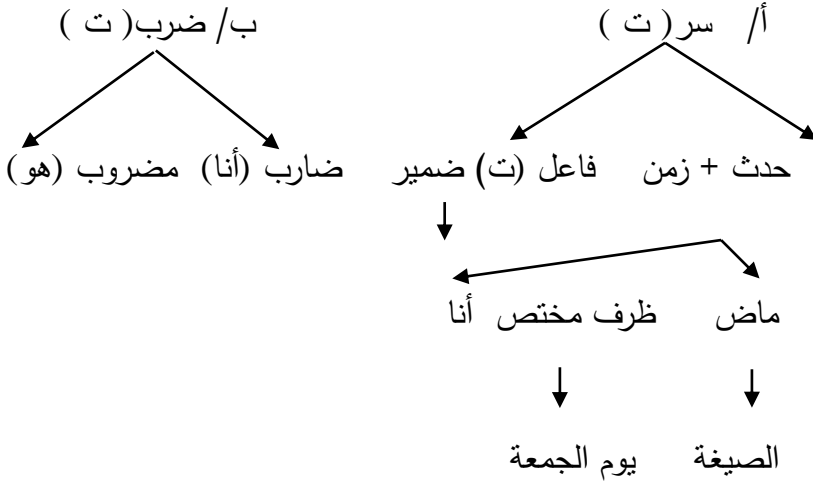 أ/ سر( ت ) ب/ ضرب( ت )
حدث + زمن فاعل (ت) ضمير ضارب (أنا) مضروب (هو)
ماض ظرف مختص أنا
الصيغة يوم الجمعة